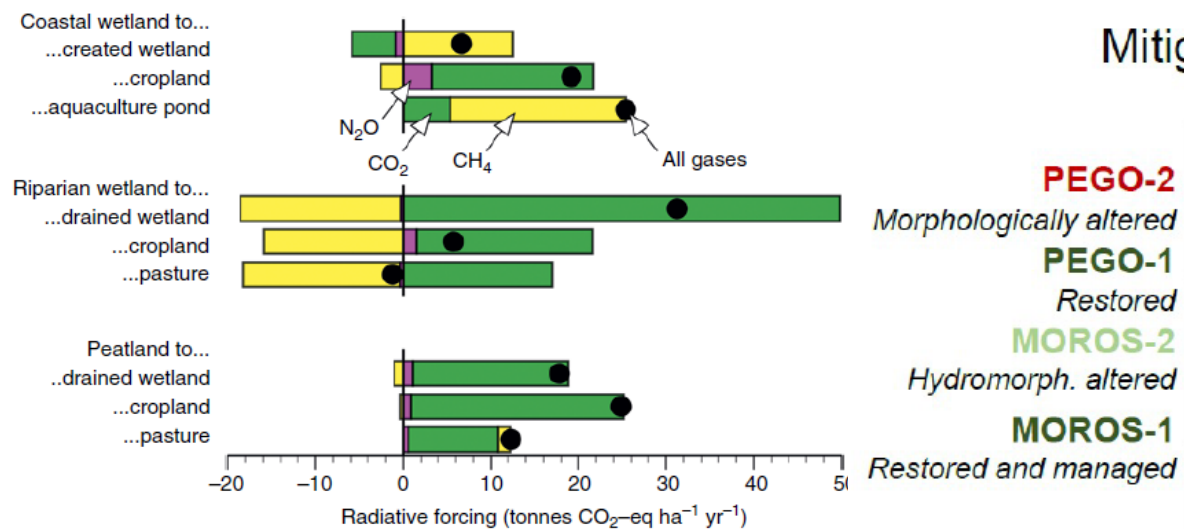 Coastal wetland to...
...created wetland
...cropland
...aquaculture pond
N₂O
CO₂
CH₄
All gases
Riparian wetland to...
...drained wetland
...cropland
...pasture
Peatland to...
..drained wetland
...cropland
...pasture
–20 –10 0 10 20 30 40 50
Radiative forcing (tonnes CO₂–eq ha⁻¹ yr⁻¹)
Mitig
PEGO-2
Morphologically altered
PEGO-1
Restored
MOROS-2
Hydromorph. altered
MOROS-1
Restored and managed